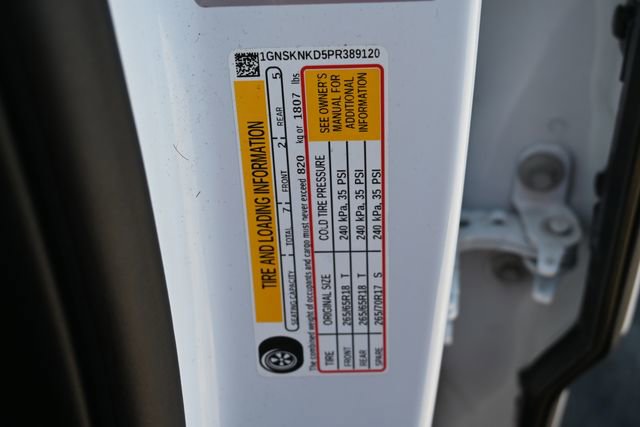 1GNSKNKD5PR389120
TIRE AND LOADING INFORMATION
SEATING CAPACITY TOTAL 7 FRONT 2 REAR 5
The combined weight of occupants and cargo must never exceed 820 kg or 1807 lbs
TIRE ORIGINAL SIZE COLD TIRE PRESSURE
FRONT 265/65R18 T 240 kPa, 35 PSI
REAR 265/65R18 T 240 kPa, 35 PSI
SPARE 265/70R17 S 240 kPa, 35 PSI
SEE OWNER'S
MANUAL FOR
ADDITIONAL
INFORMATION